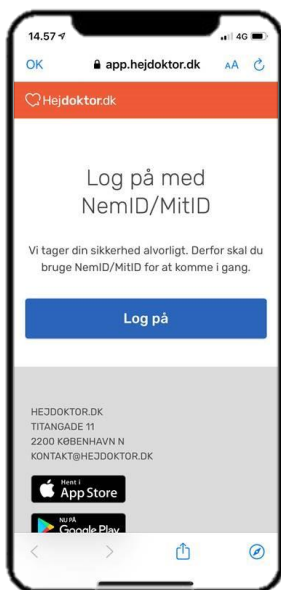 14.57
4G
OK
app.hejdoktor.dk
AA
Hejdoktor.dk
Log på med
NemID/MitID
Vi tager din sikkerhed alvorligt. Derfor skal du
bruge NemID/MitID for at komme i gang.
Log på
HEJDOKTOR.DK
TITANGADE 11
2200 KØBENHAVN N
KONTAKT@HEJDOKTOR.DK
Hent i
App Store
NU PÅ
Google Play